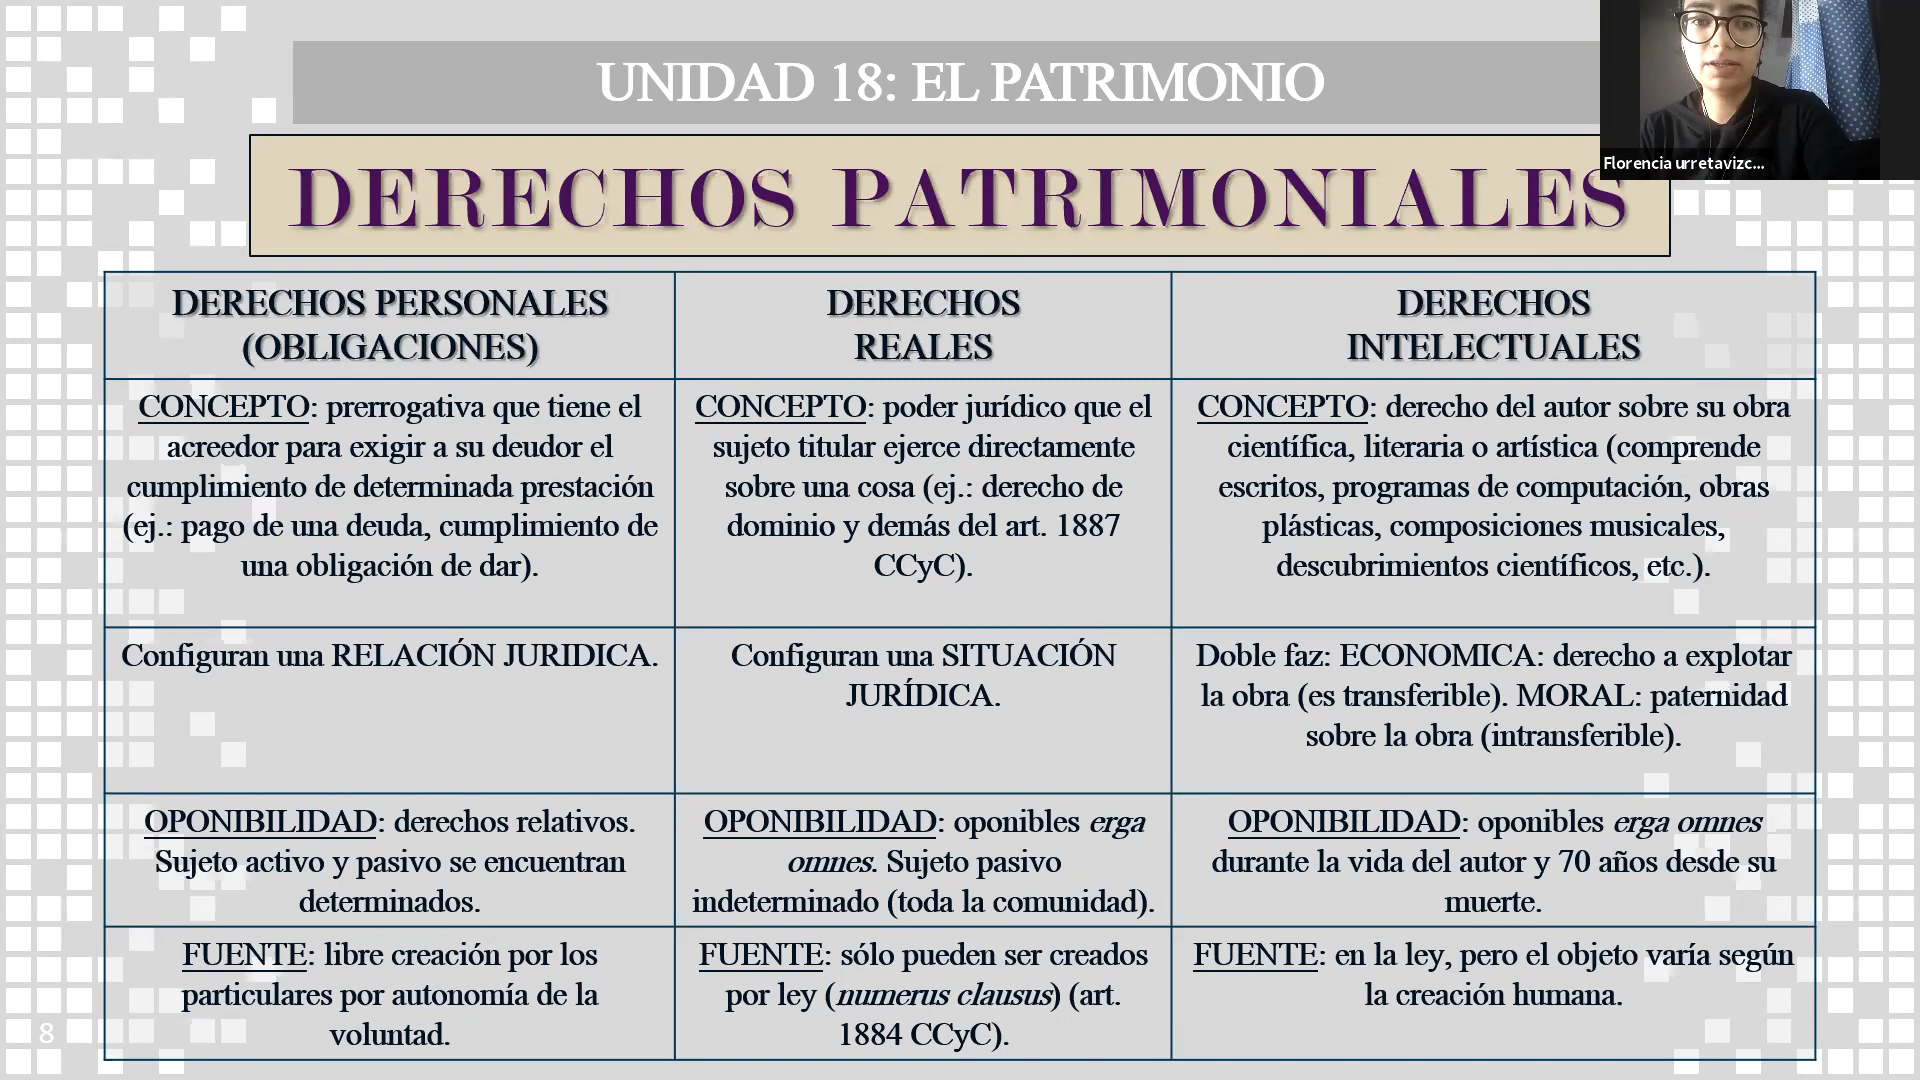 UNIDAD 18: EL PATRIMONIO
Florencia urretavizc...
DERECHOS PATRIMONIALES
DERECHOS PERSONALES
(OBLIGACIONES)
DERECHOS
REALES
DERECHOS
INTELECTUALES
CONCEPTO: prerrogativa que tiene el
acreedor para exigir a su deudor el
cumplimiento de determinada prestación
(ej.: pago de una deuda, cumplimiento de
una obligación de dar).
CONCEPTO: poder jurídico que el
sujeto titular ejerce directamente
sobre una cosa (ej.: derecho de
dominio y demás del art. 1887
CCyC).
CONCEPTO: derecho del autor sobre su obra
científica, literaria o artística (comprende
escritos, programas de computación, obras
plásticas, composiciones musicales,
descubrimientos científicos, etc.).
Configuran una RELACIÓN JURIDICA.
Configuran una SITUACIÓN
JURÍDICA.
Doble faz: ECONOMICA: derecho a explotar
la obra (es transferible). MORAL: paternidad
sobre la obra (intransferible).
OPONIBILIDAD: derechos relativos.
Sujeto activo y pasivo se encuentran
determinados.
OPONIBILIDAD: oponibles erga
omnes. Sujeto pasivo
indeterminado (toda la comunidad).
OPONIBILIDAD: oponibles erga omnes
durante la vida del autor y 70 años desde su
muerte.
FUENTE: libre creación por los
particulares por autonomía de la
voluntad.
FUENTE: sólo pueden ser creados
por ley (numerus clausus) (art.
1884 CCyC).
FUENTE: en la ley, pero el objeto varía según
la creación humana.
8